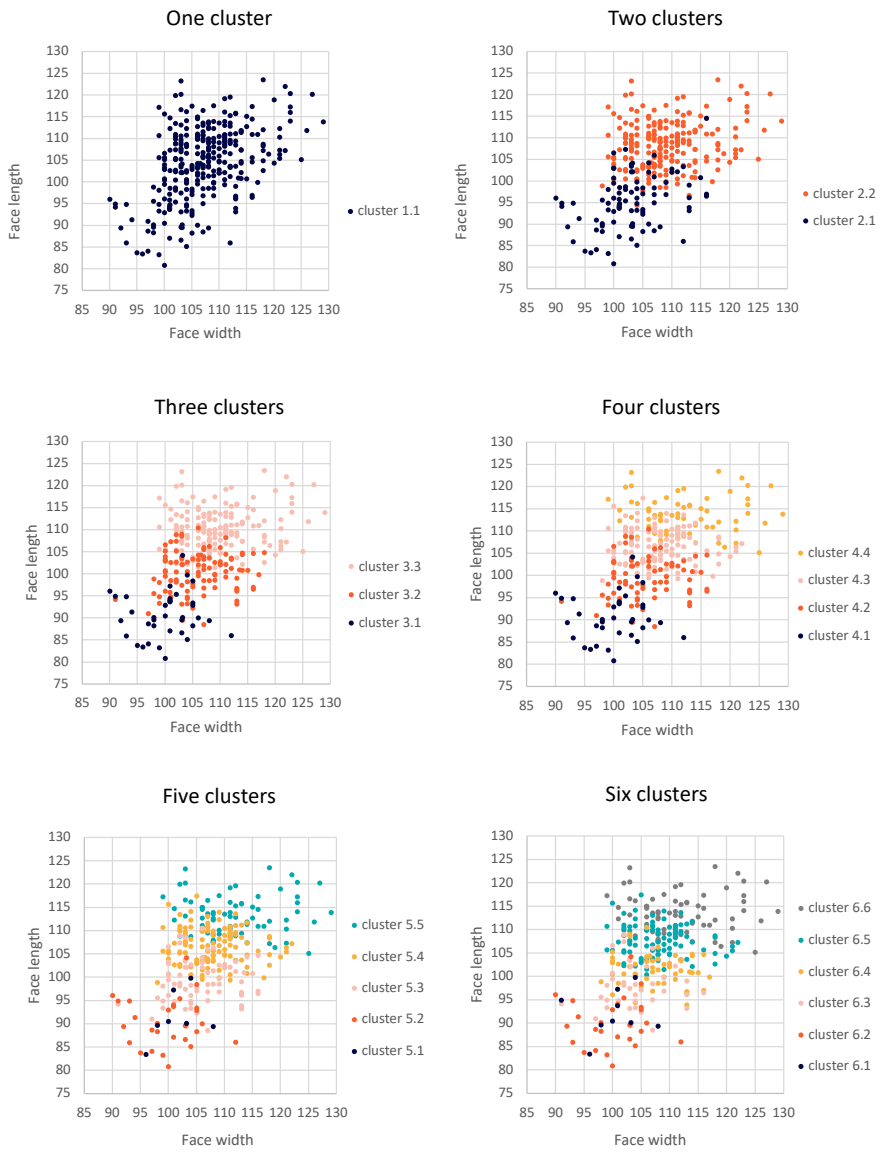 One cluster
130
125
120
115
110
105
100
95
90
85
80
75
85 90 95 100 105 110 115 120 125 130
Face length
Face width
cluster 1.1
Two clusters
130
125
120
115
110
105
100
95
90
85
80
75
85 90 95 100 105 110 115 120 125 130
Face length
Face width
cluster 2.2
cluster 2.1
Three clusters
130
125
120
115
110
105
100
95
90
85
80
75
85 90 95 100 105 110 115 120 125 130
Face length
Face width
cluster 3.3
cluster 3.2
cluster 3.1
Four clusters
130
125
120
115
110
105
100
95
90
85
80
75
85 90 95 100 105 110 115 120 125 130
Face length
Face width
cluster 4.4
cluster 4.3
cluster 4.2
cluster 4.1
Five clusters
130
125
120
115
110
105
100
95
90
85
80
75
85 90 95 100 105 110 115 120 125 130
Face length
Face width
cluster 5.5
cluster 5.4
cluster 5.3
cluster 5.2
cluster 5.1
Six clusters
130
125
120
115
110
105
100
95
90
85
80
75
85 90 95 100 105 110 115 120 125 130
Face length
Face width
cluster 6.6
cluster 6.5
cluster 6.4
cluster 6.3
cluster 6.2
cluster 6.1